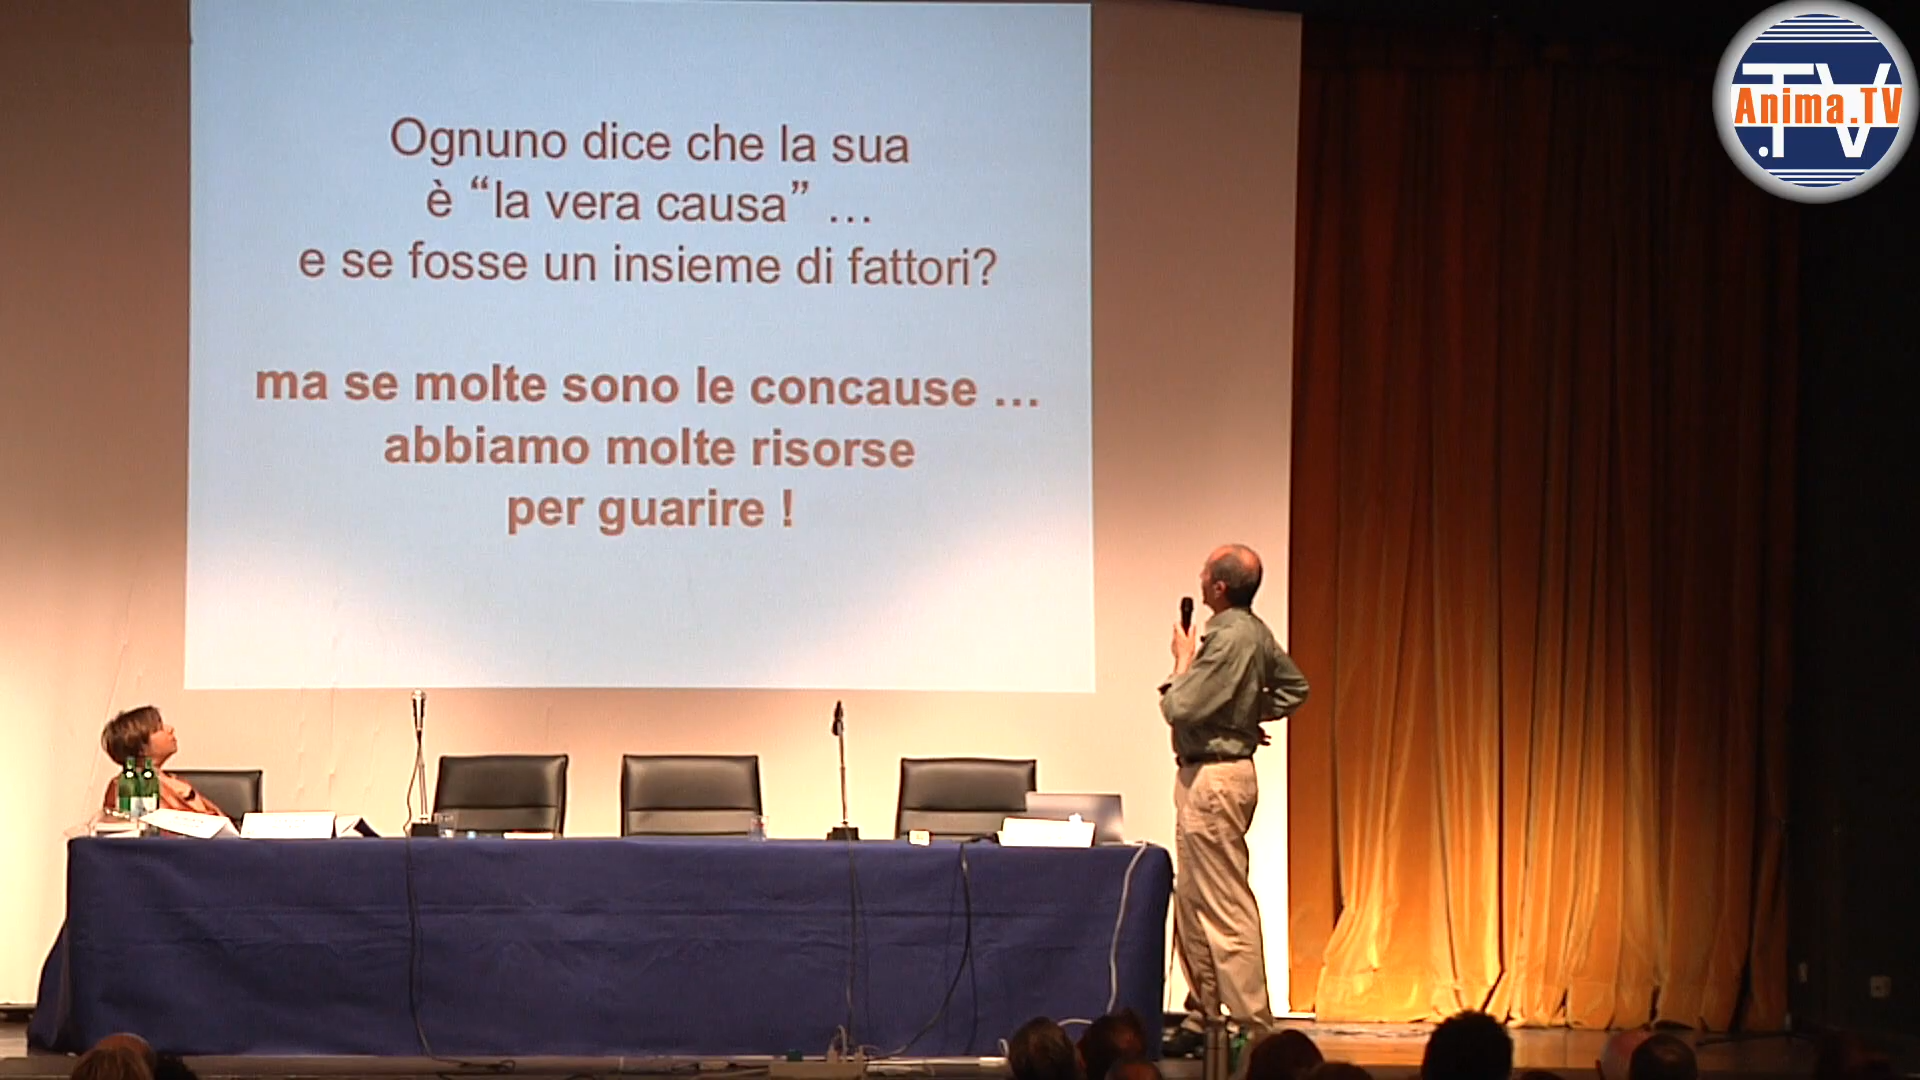 Ognuno dice che la sua
è “la vera causa” ...
e se fosse un insieme di fattori?
ma se molte sono le concause ...
abbiamo molte risorse
per guarire !
.TV
Anima.TV